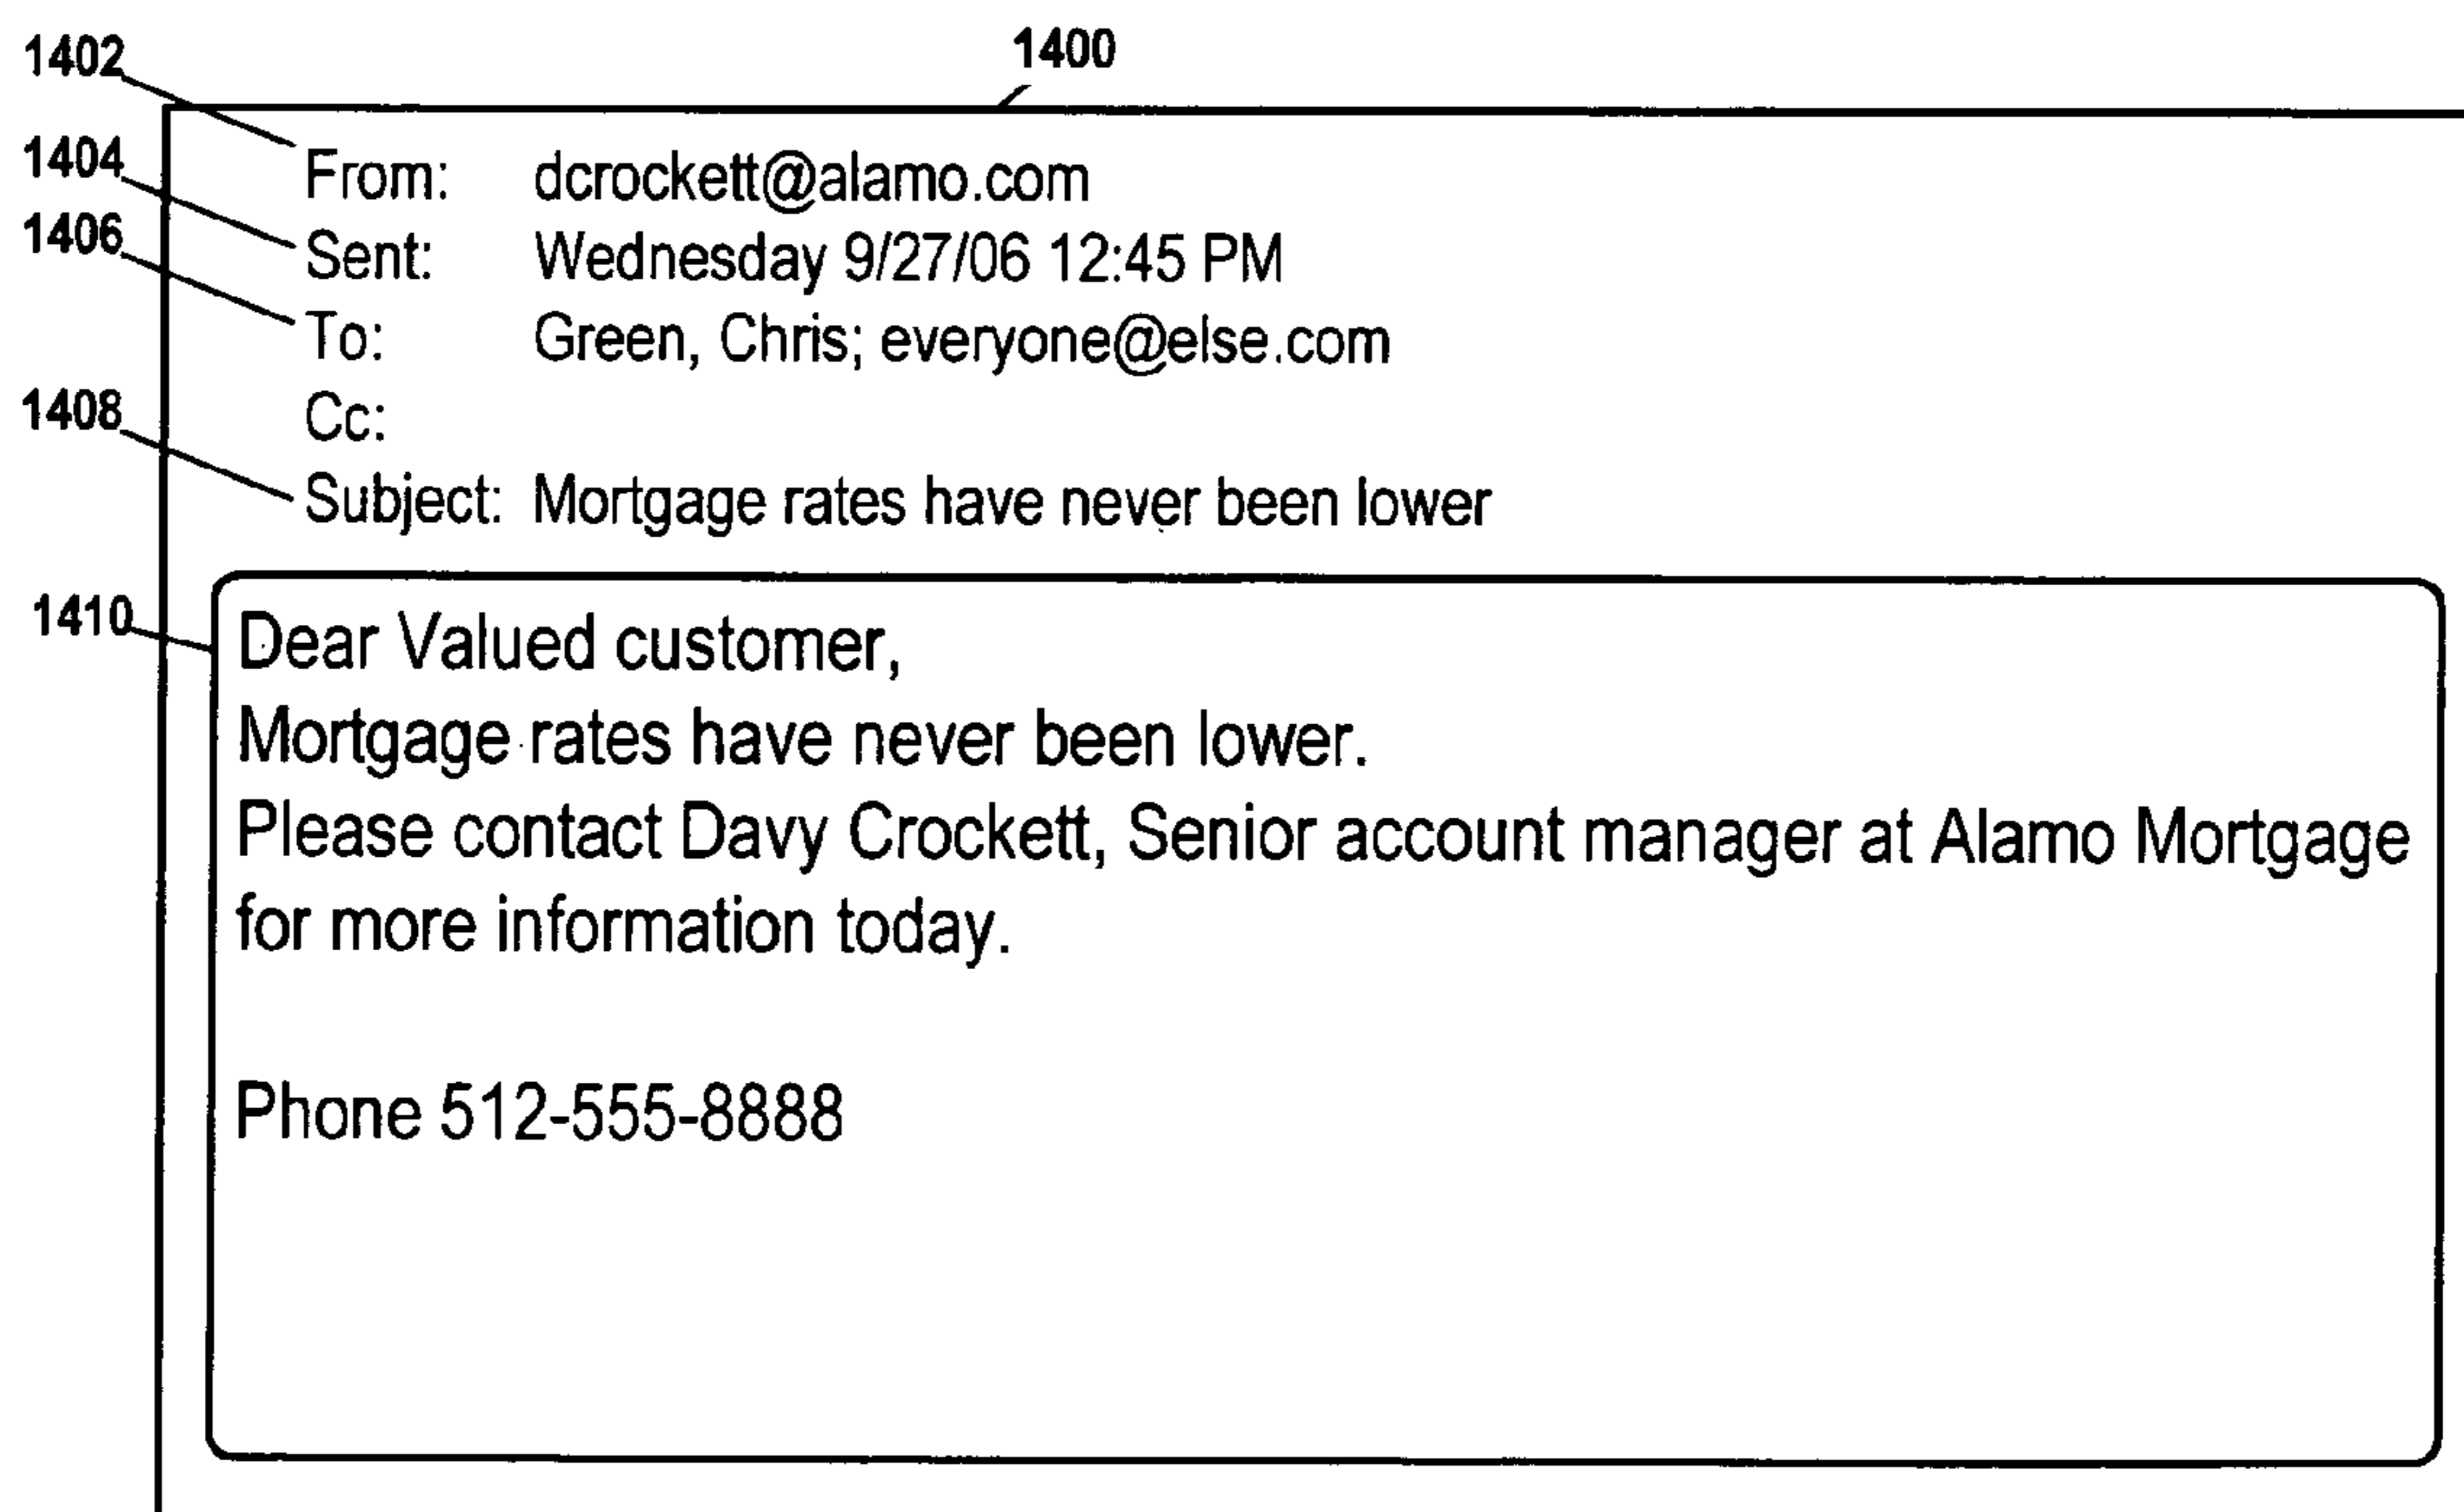 1402
1400
1404
From: dcrockett@alamo.com
1406
Sent: Wednesday 9/27/06 12:45 PM
To: Green, Chris; everyone@else.com
1408
Cc:
Subject: Mortgage rates have never been lower
1410
Dear Valued customer,
Mortgage rates have never been lower.
Please contact Davy Crockett, Senior account manager at Alamo Mortgage
for more information today.
Phone 512-555-8888